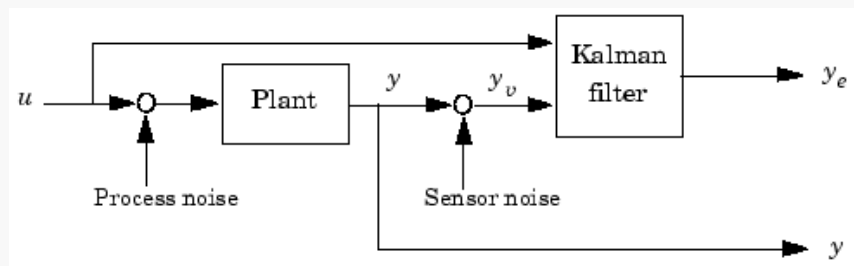 Kalman
filter
u
Plant
y
y_v
y_e
Process noise
Sensor noise
y